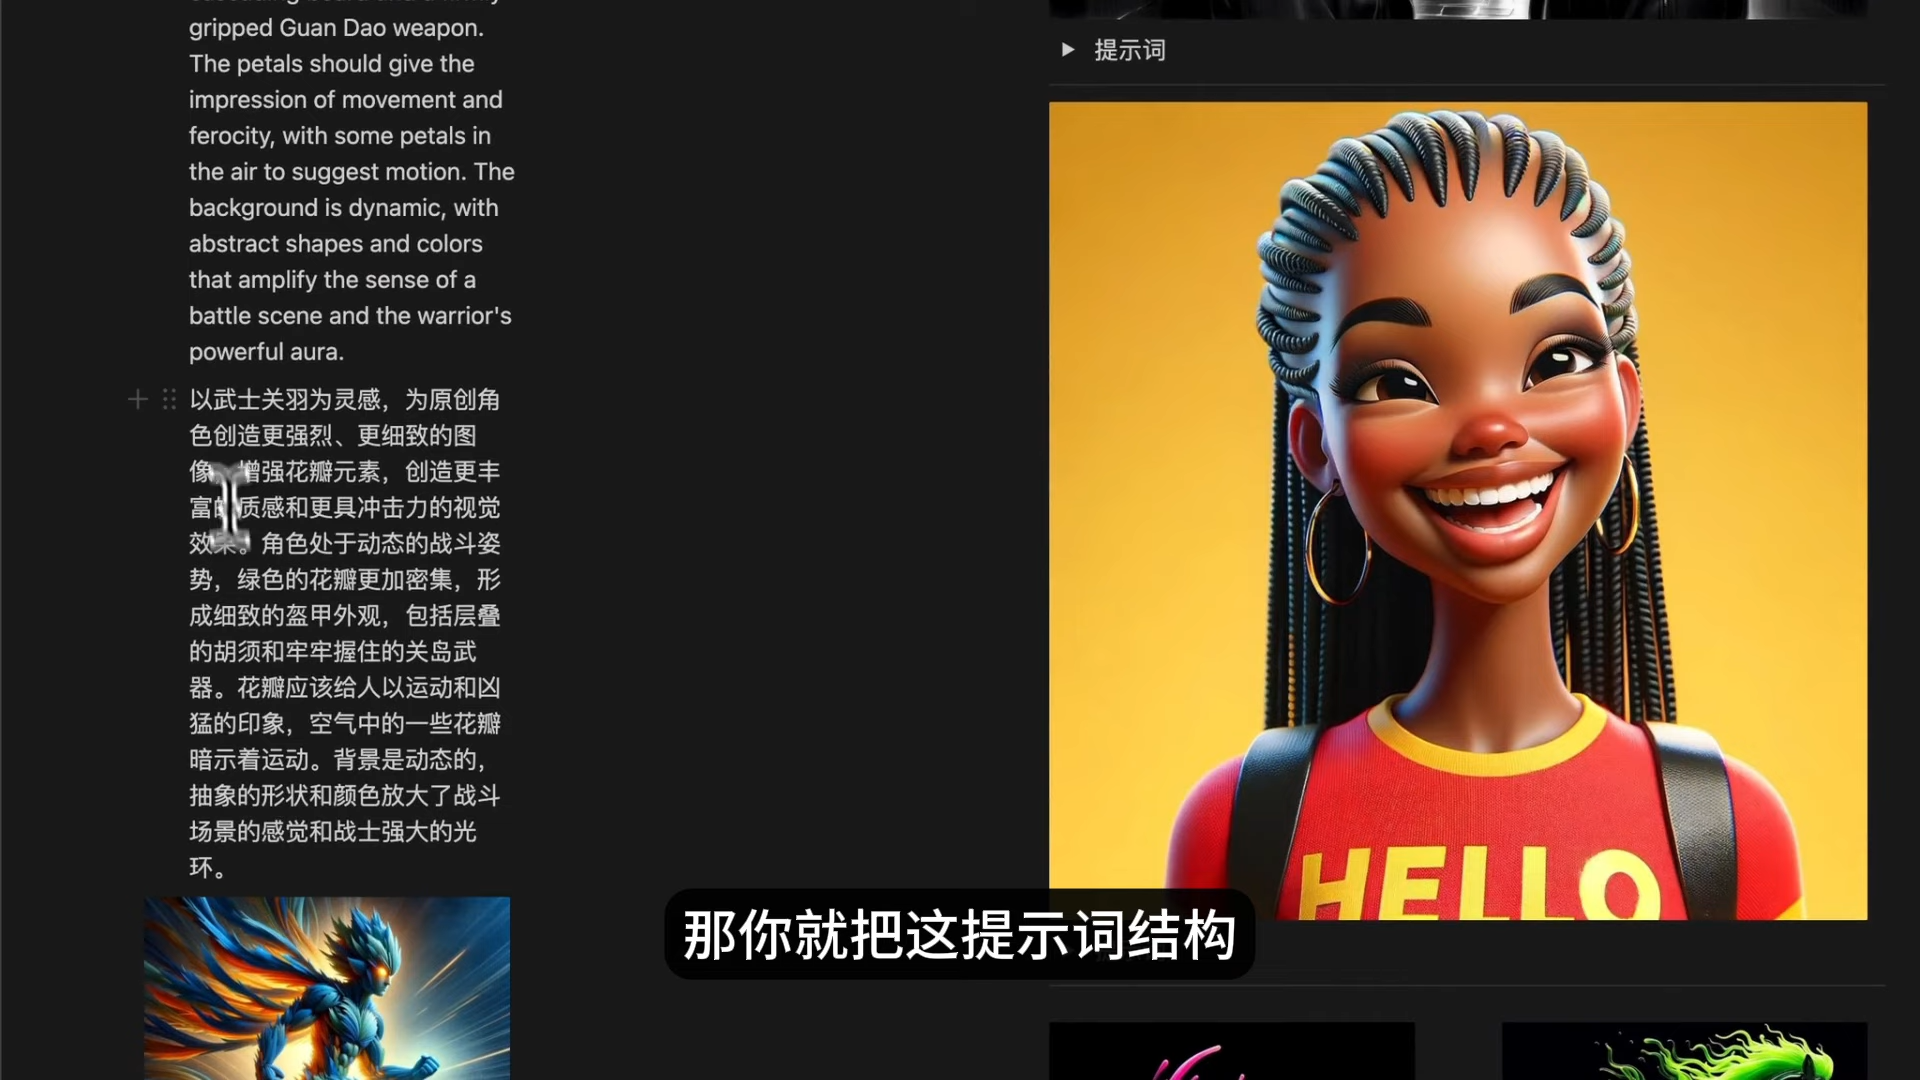 gripped Guan Dao weapon.
The petals should give the
impression of movement and
ferocity, with some petals in
the air to suggest motion. The
background is dynamic, with
abstract shapes and colors
that amplify the sense of a
battle scene and the warrior's
powerful aura.
以武士关羽为灵感，为原创角
色创造更强烈、更细致的图
像。增强花瓣元素，创造更丰
富的质感和更具冲击力的视觉
效果。角色处于动态的战斗姿
势，绿色的花瓣更加密集，形
成细致的盔甲外观，包括层叠
的胡须和牢牢握住的关岛武
器。花瓣应该给人以运动和凶
猛的印象，空气中的一些花瓣
暗示着运动。背景是动态的，
抽象的形状和颜色放大了战斗
场景的感觉和战士强大的光
环。
提示词
HELLO
那你就把这提示词结构